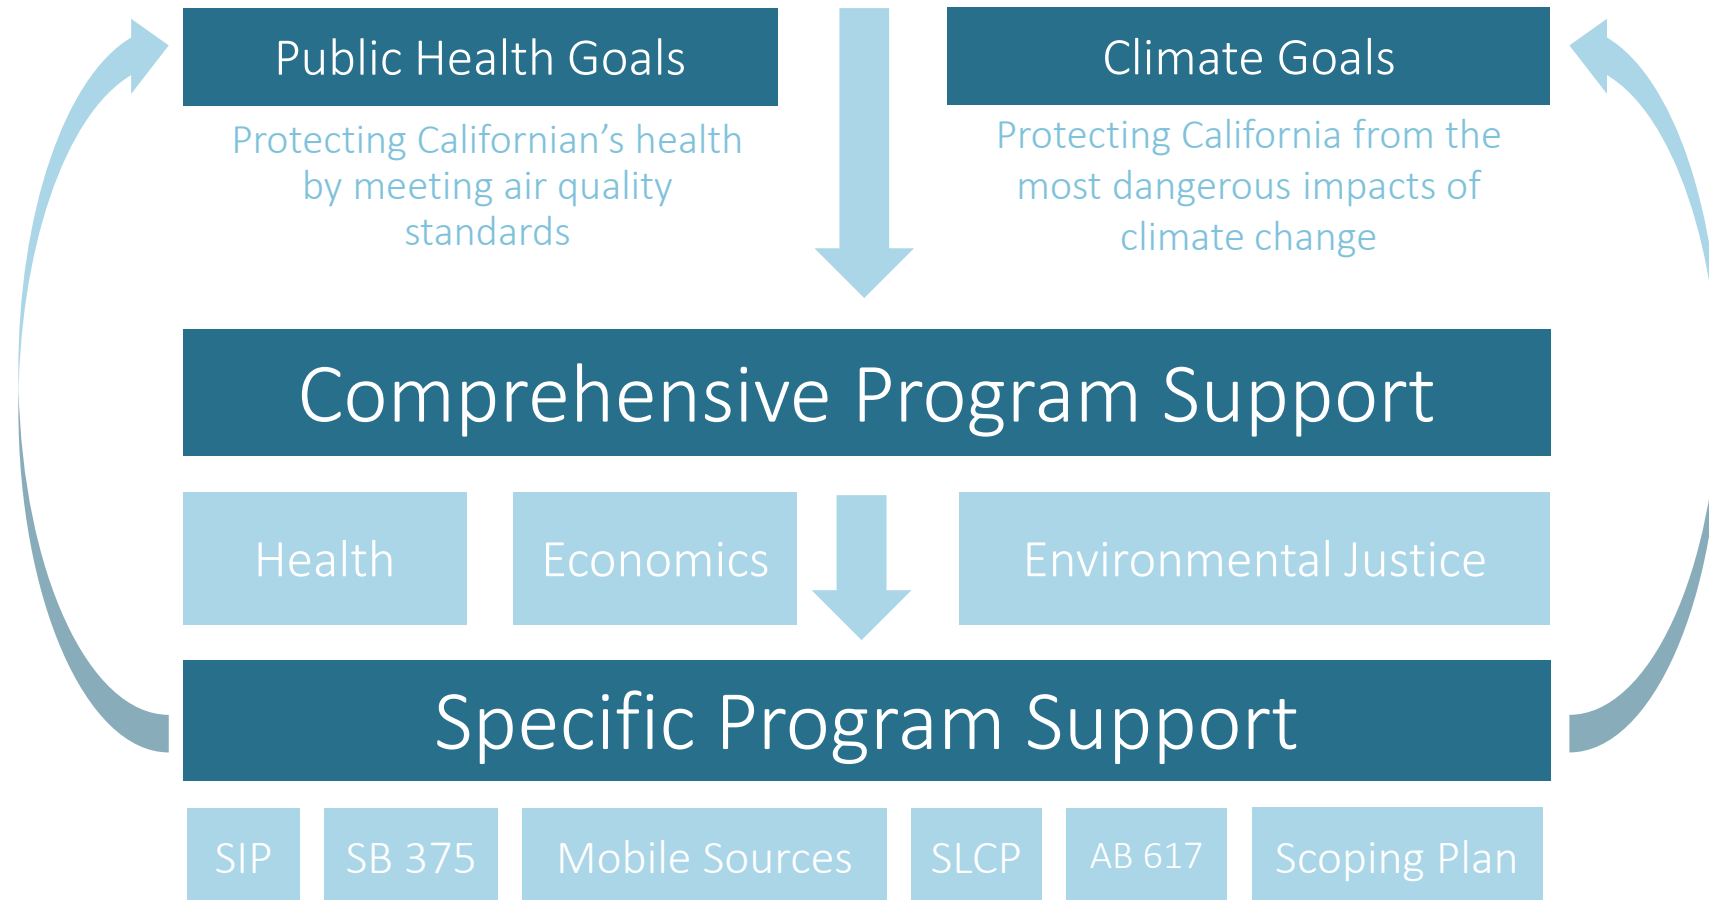 Public Health Goals
Protecting Californian’s health
by meeting air quality
standards
Climate Goals
Protecting California from the
most dangerous impacts of
climate change
Comprehensive Program Support
Health
Economics
Environmental Justice
Specific Program Support
SIP
SB 375
Mobile Sources
SLCP
AB 617
Scoping Plan